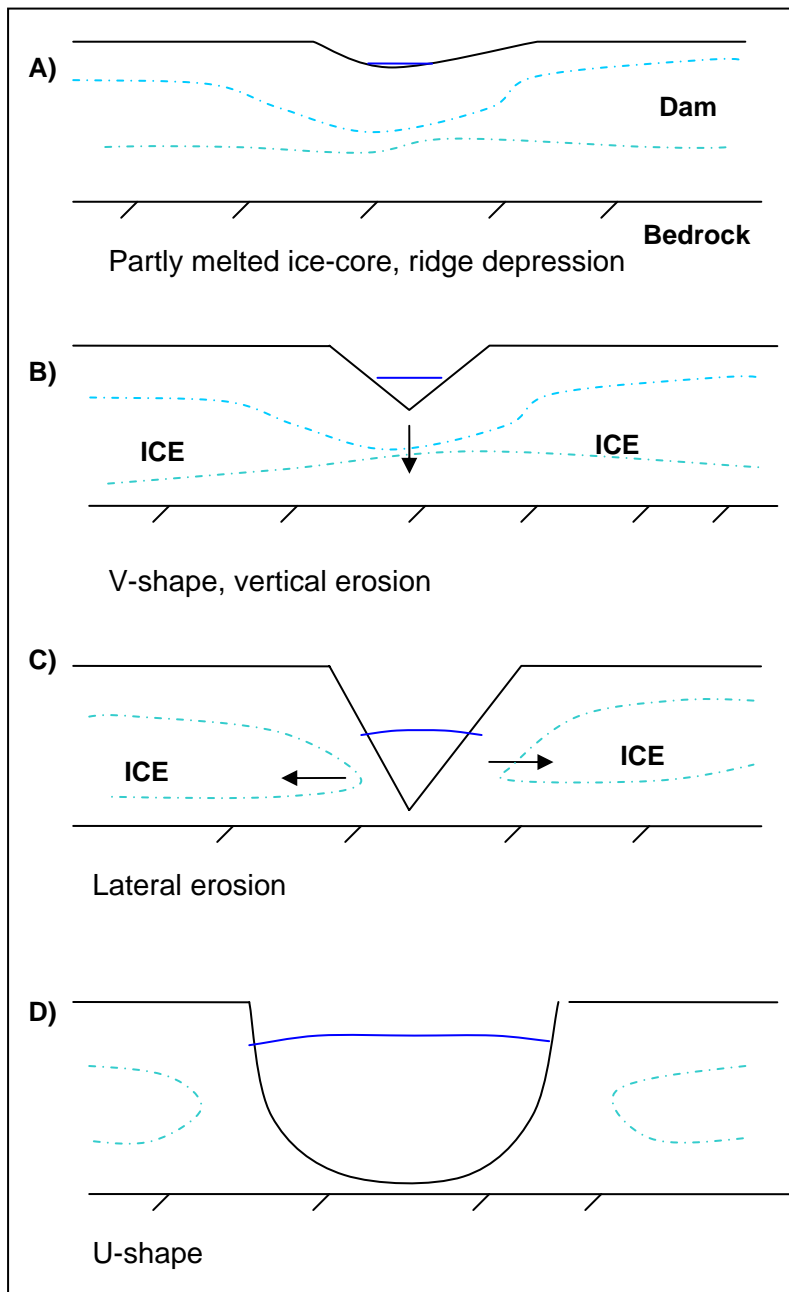 A)
Dam
Bedrock
Partly melted ice-core, ridge depression
B)
ICE
ICE
V-shape, vertical erosion
C)
ICE
ICE
Lateral erosion
D)
U-shape